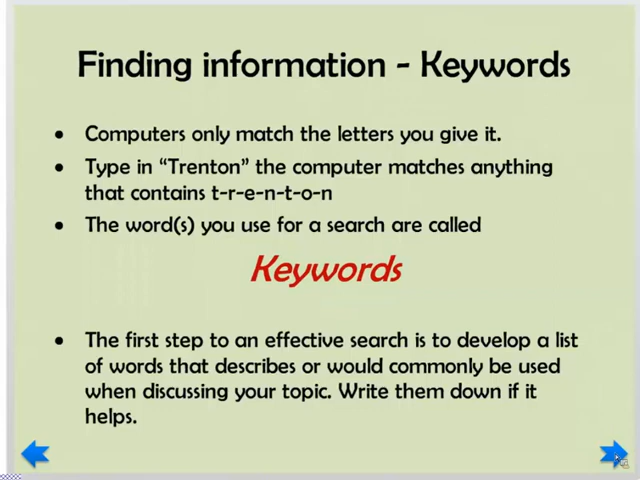 Finding information - Keywords
• Computers only match the letters you give it.
• Type in “Trenton” the computer matches anything
that contains t-r-e-n-t-o-n
• The word(s) you use for a search are called
Keywords
• The first step to an effective search is to develop a list
of words that describes or would commonly be used
when discussing your topic. Write them down if it
helps.